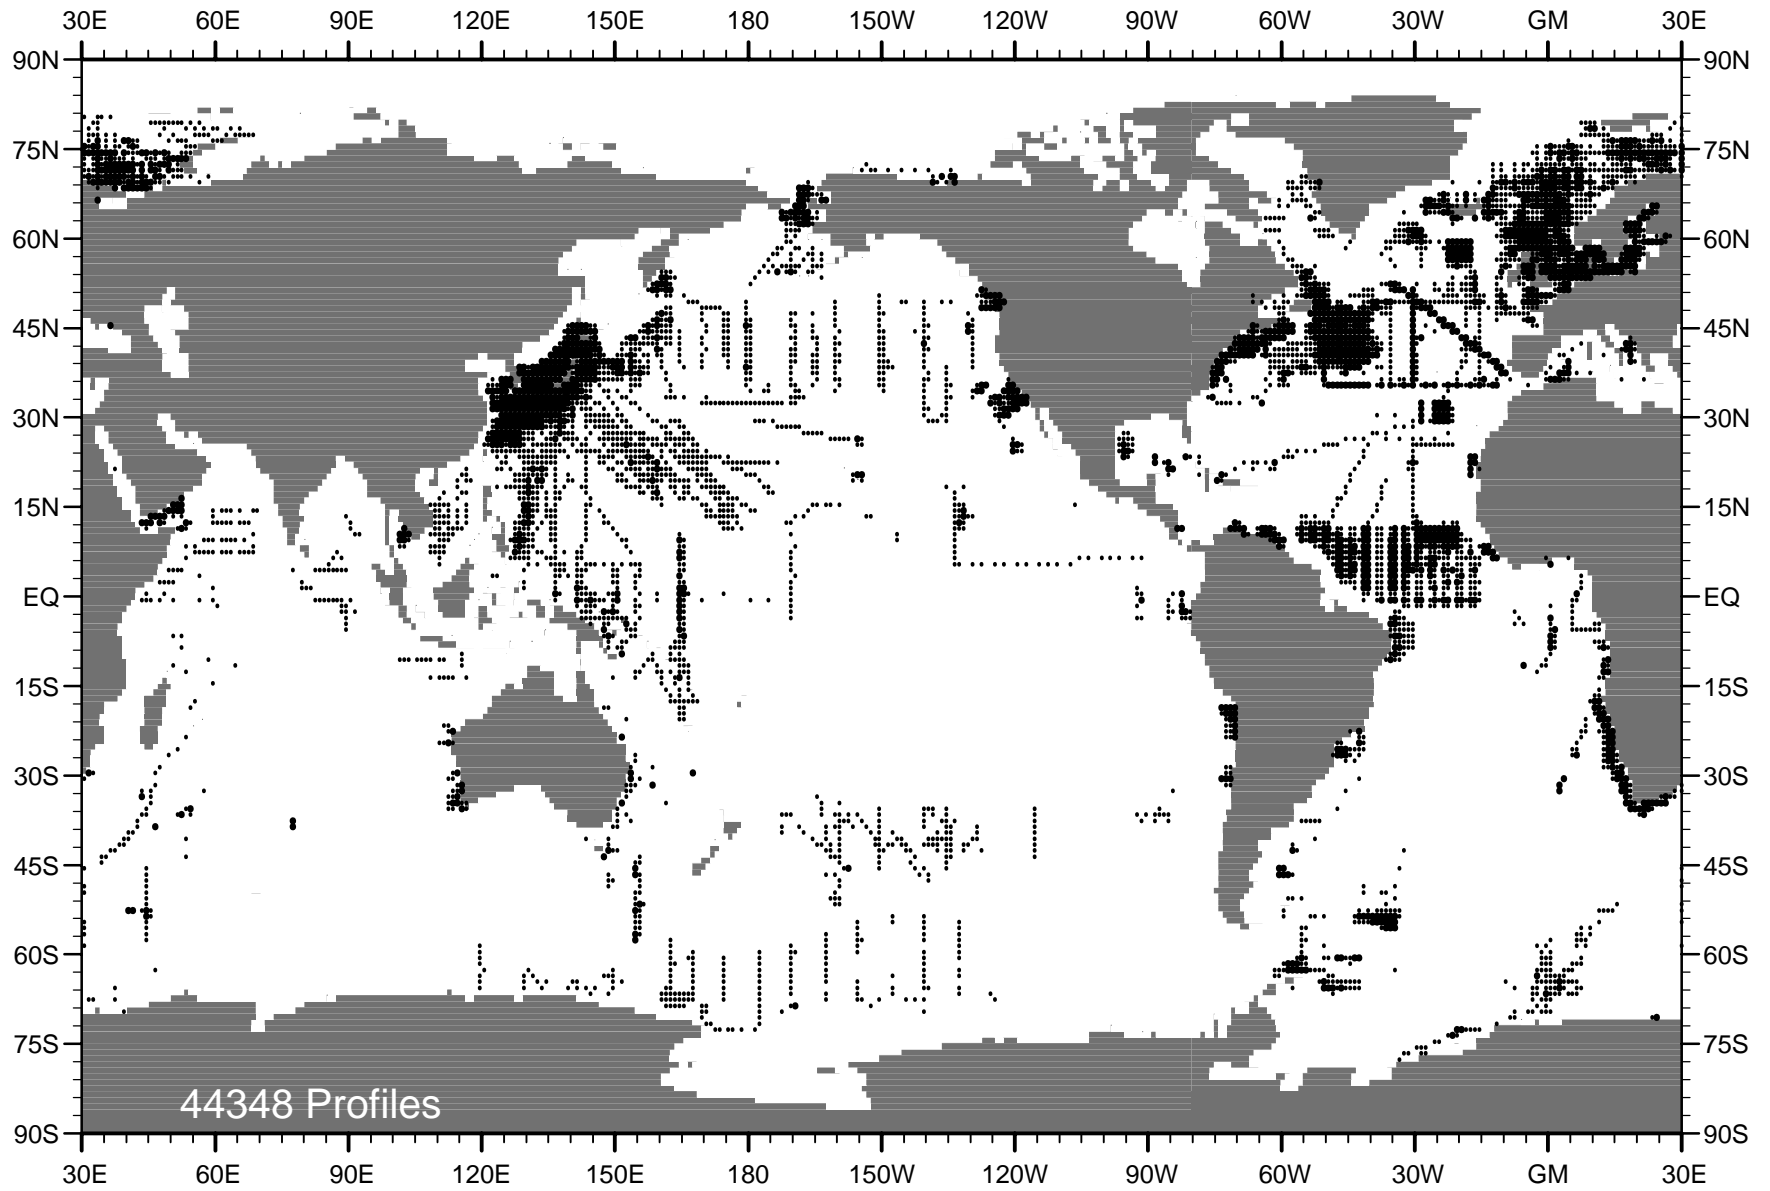 30E 60E 90E 120E 150E 180 150W 120W 90W 60W 30W GM 30E
90N 90N
75N 75N
60N 60N
45N 45N
30N 30N
15N 15N
EQ EQ
15S 15S
30S 30S
45S 45S
60S 60S
75S 75S
44348 Profiles
90S 90S
30E 60E 90E 120E 150E 180 150W 120W 90W 60W 30W GM 30E